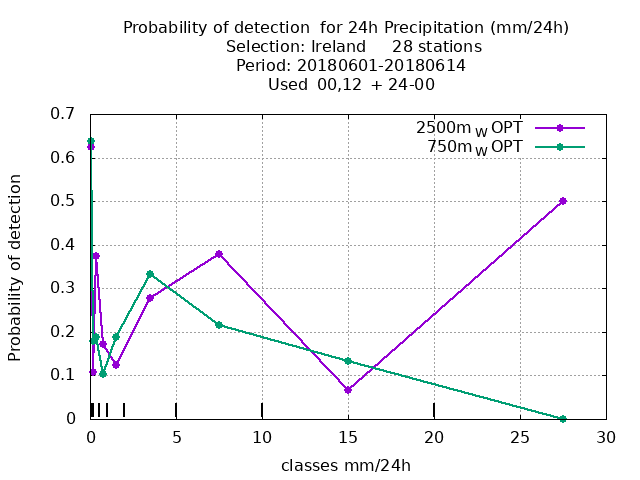 Probability of detection  for 24h Precipitation (mm/24h)
Selection: Ireland     28 stations
Period: 20180601-20180614
Used  00,12  + 24-00
2500m W OPT
750m W OPT
0.7
0.6
0.5
0.4
0.3
0.2
0.1
0
Probability of detection
0 5 10 15 20 25 30
classes mm/24h